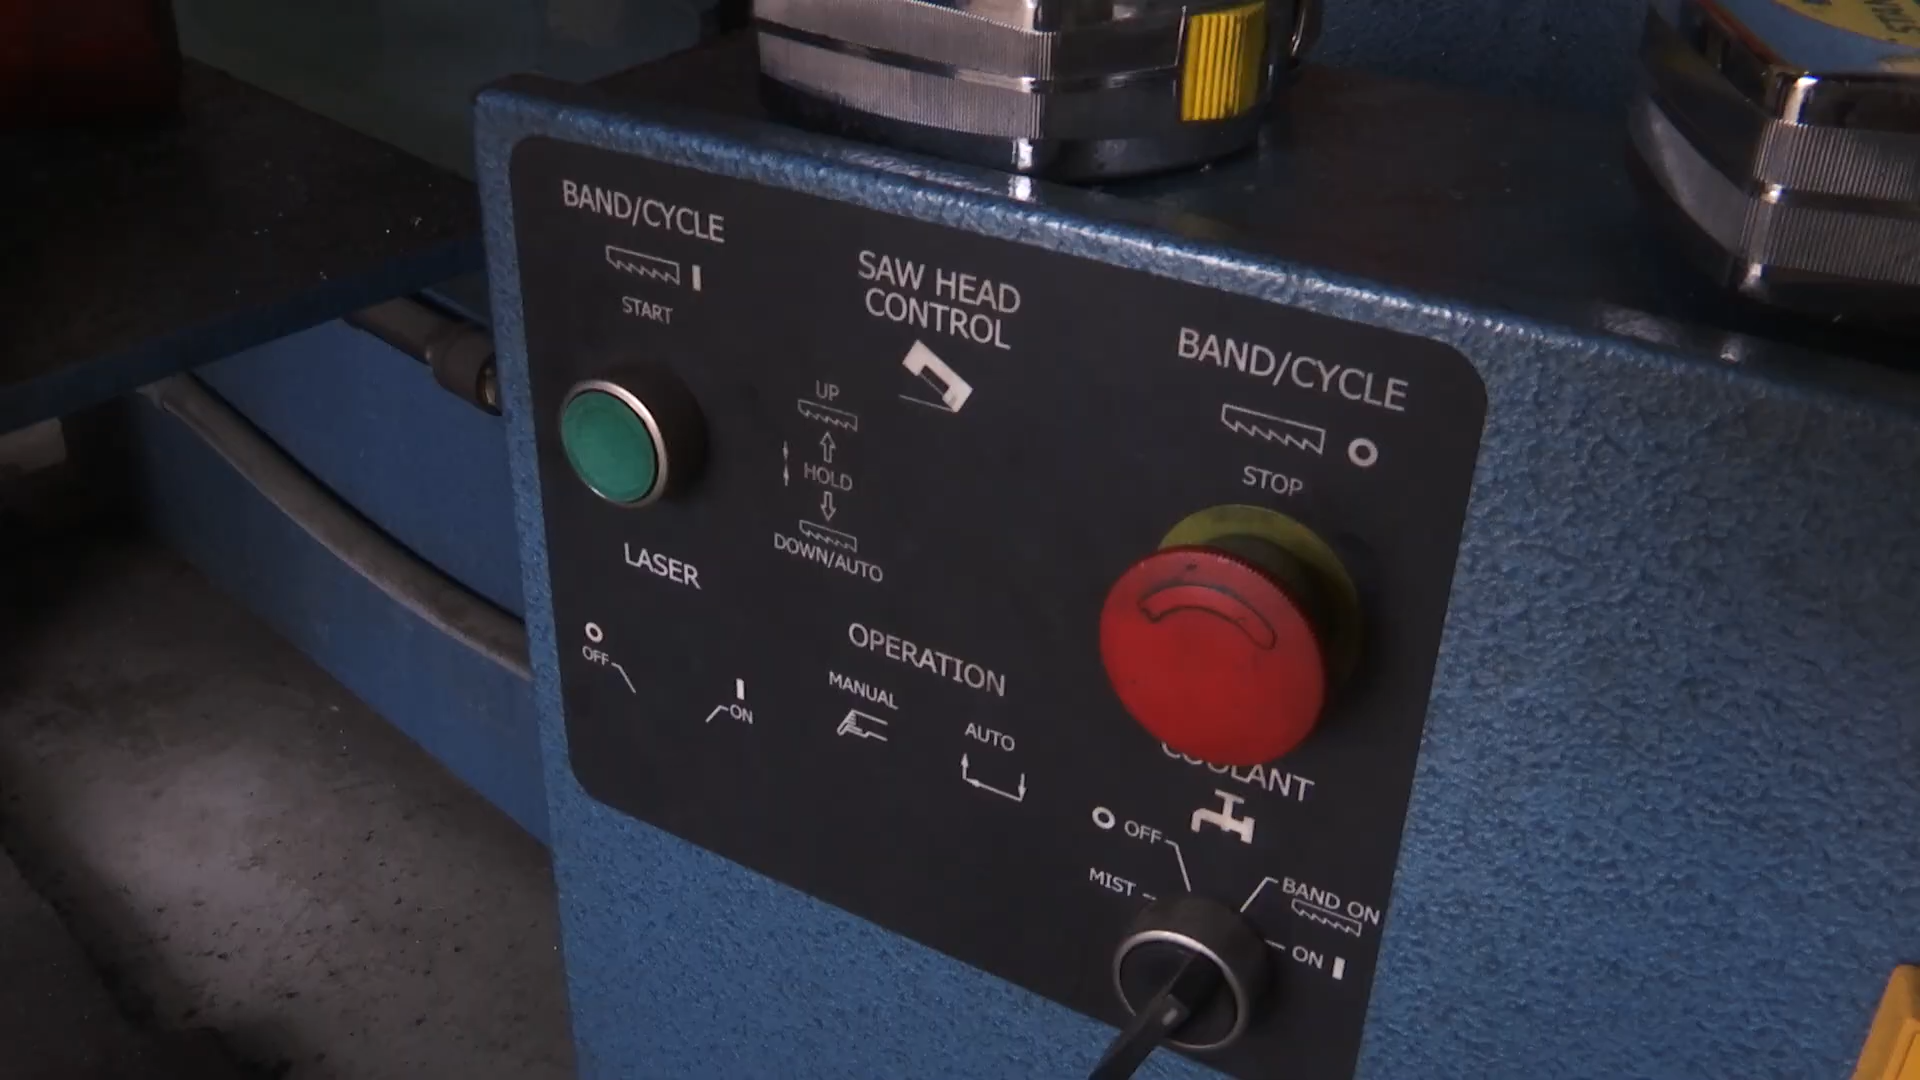 BAND/CYCLE
START
SAW HEAD
CONTROL
UP
HOLD
DOWN/AUTO
BAND/CYCLE
STOP
LASER
OFF
ON
OPERATION
MANUAL
AUTO
COOLANT
OFF
MIST
BAND ON
ON